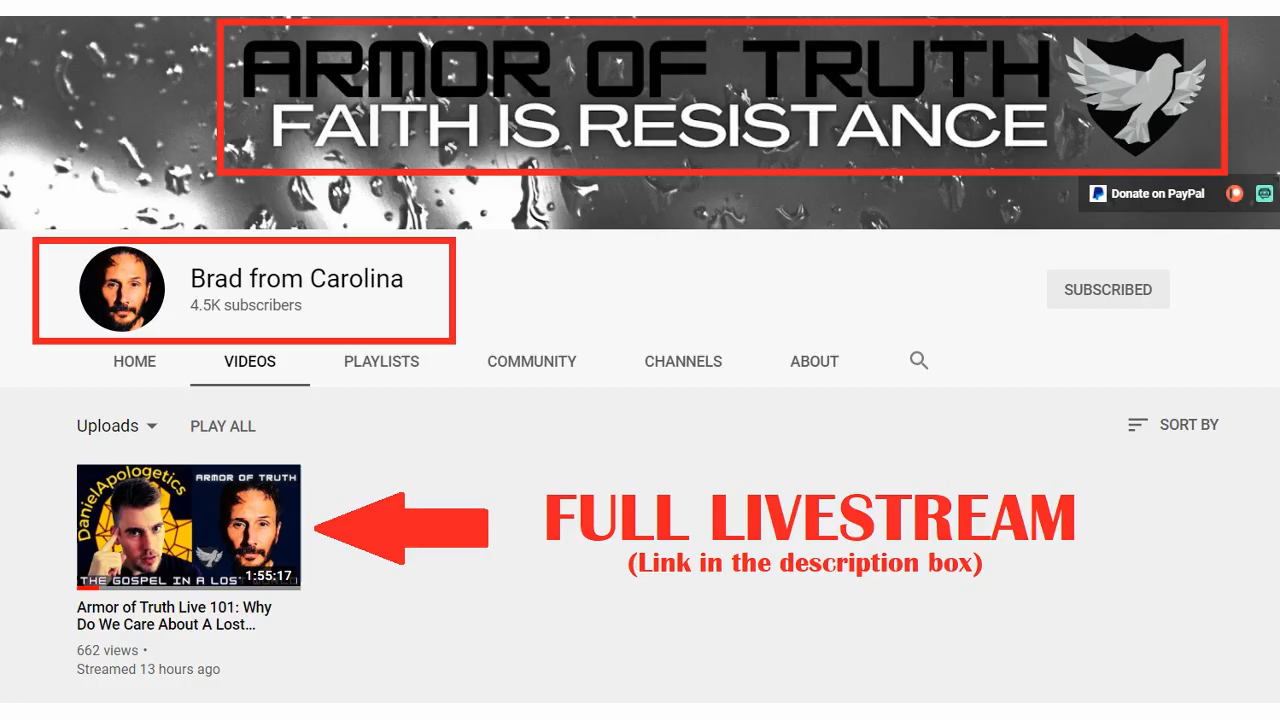 ARMOR OF TRUTH
FAITH IS RESISTANCE
Donate on PayPal
Brad from Carolina
4.5K subscribers
SUBSCRIBED
HOME
VIDEOS
PLAYLISTS
COMMUNITY
CHANNELS
ABOUT
Uploads
PLAY ALL
SORT BY
DanielApologetics
ARMOR OF TRUTH
THE GOSPEL IN A LOST
1:55:17
FULL LIVESTREAM
(Link in the description box)
Armor of Truth Live 101: Why
Do We Care About A Lost...
662 views •
Streamed 13 hours ago